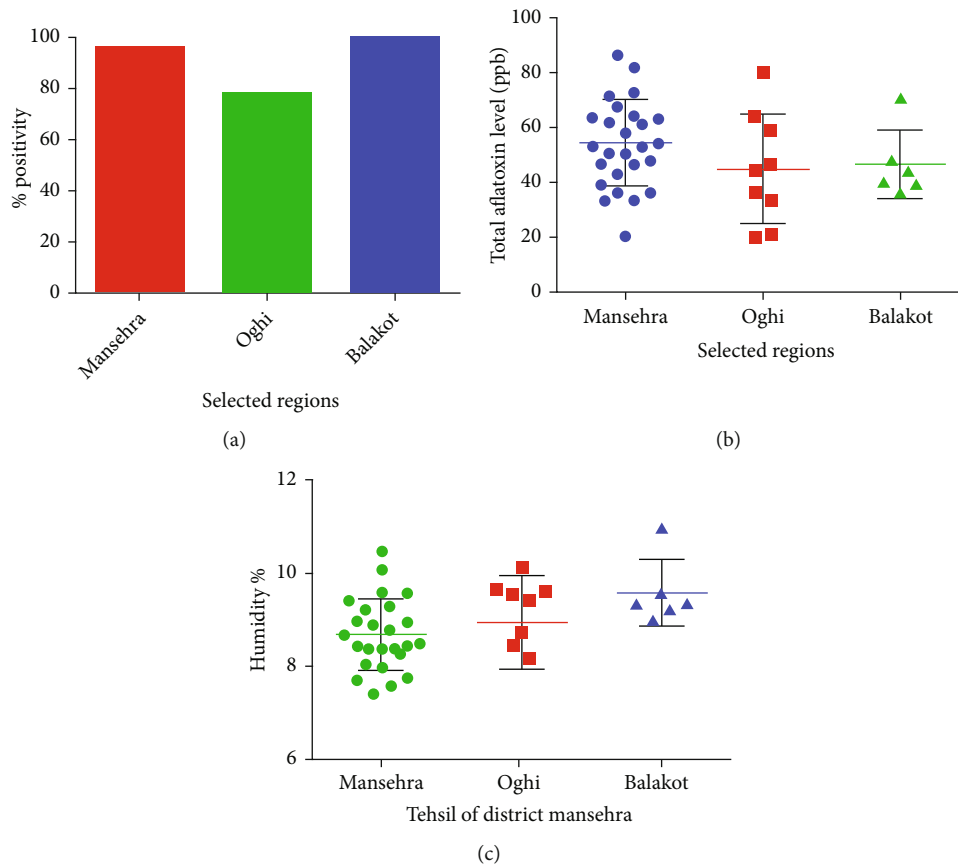 100
80
60
40
20
0
% positivity
Mansehra
Oghi
Balakot
Selected regions
(a)
100
80
60
40
20
0
Total aflatoxin level (ppb)
Mansehra Oghi Balakot
Selected regions
(b)
12
10
8
6
Humidity %
Mansehra Oghi Balakot
Tehsil of district mansehra
(c)